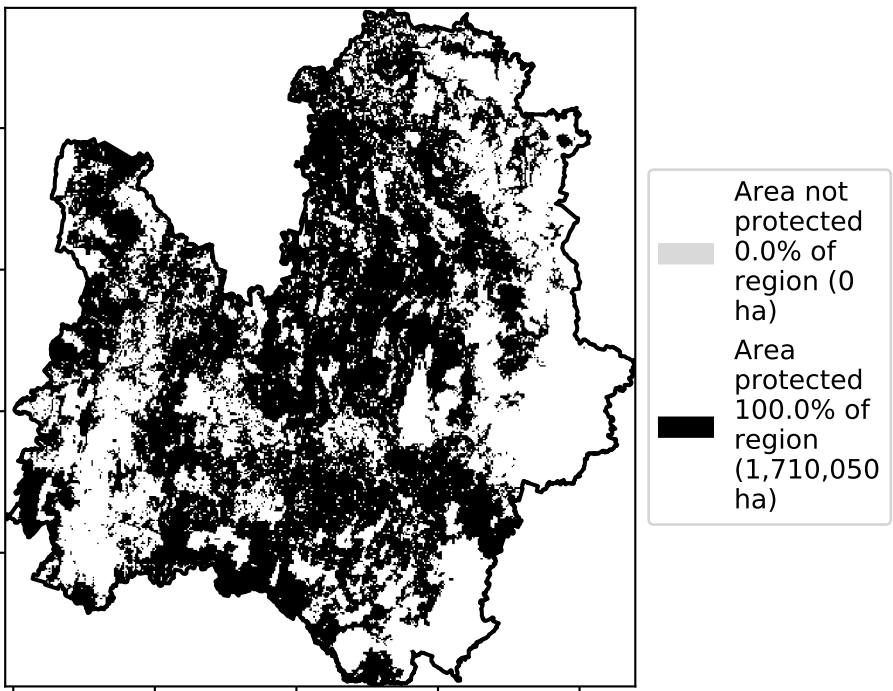 Area not
protected
0.0% of
region (0
ha)
Area
protected
100.0% of
region
(1,710,050
ha)